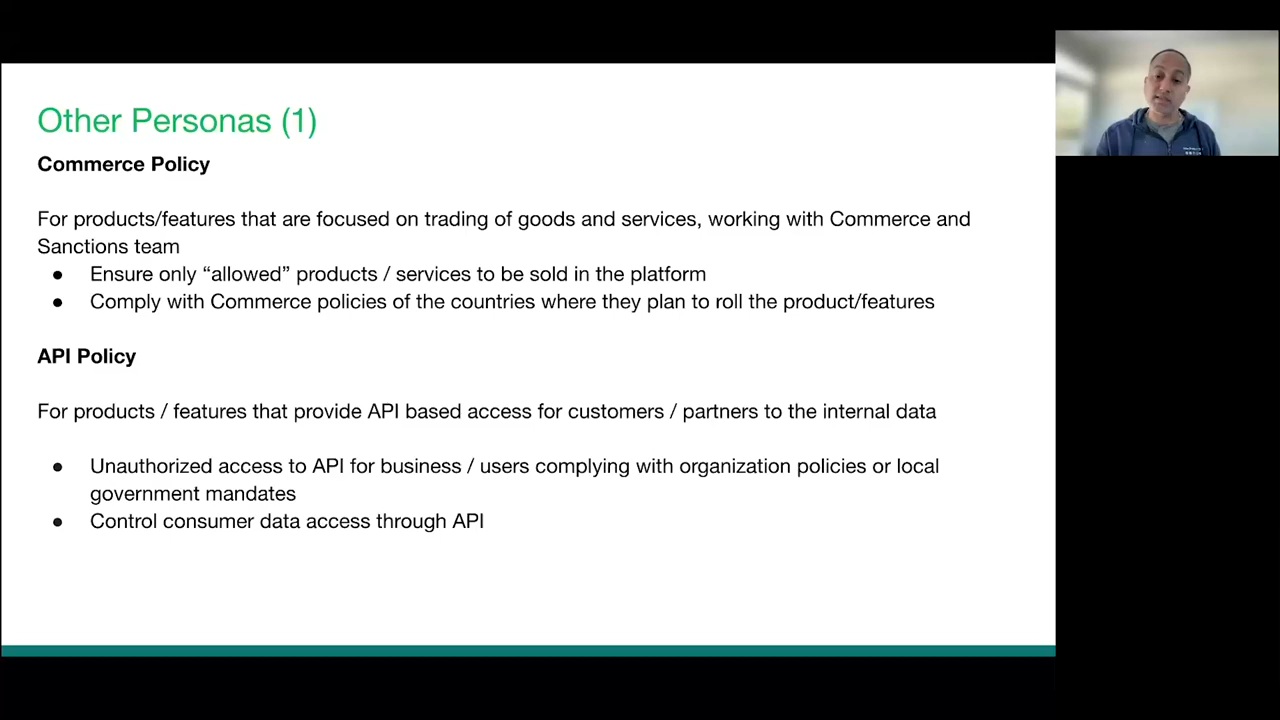 Other Personas (1)
Commerce Policy
For products/features that are focused on trading of goods and services, working with Commerce and
Sanctions team
● Ensure only “allowed” products / services to be sold in the platform
● Comply with Commerce policies of the countries where they plan to roll the product/features
API Policy
For products / features that provide API based access for customers / partners to the internal data
● Unauthorized access to API for business / users complying with organization policies or local
government mandates
● Control consumer data access through API